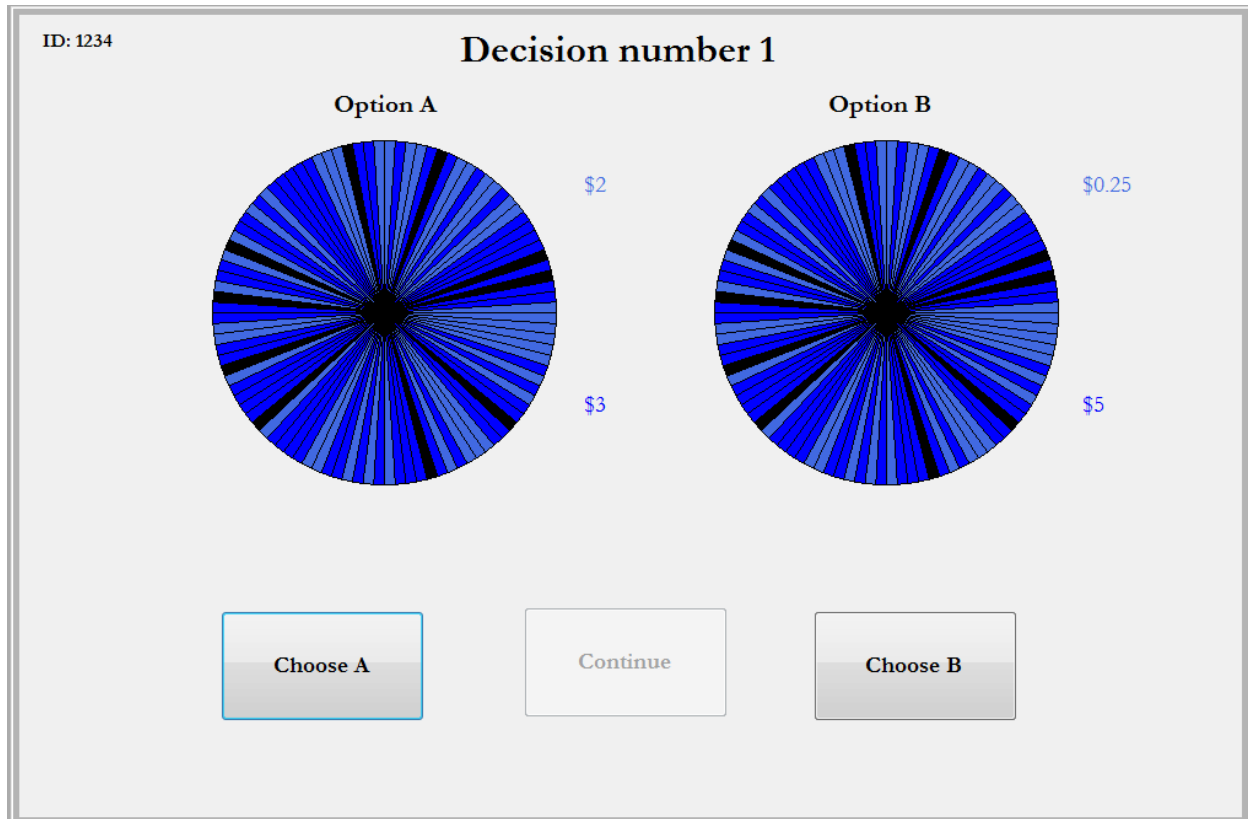 ID: 1234
Decision number 1
Option A
Option B
$2
$0.25
$3
$5
Choose A
Continue
Choose B